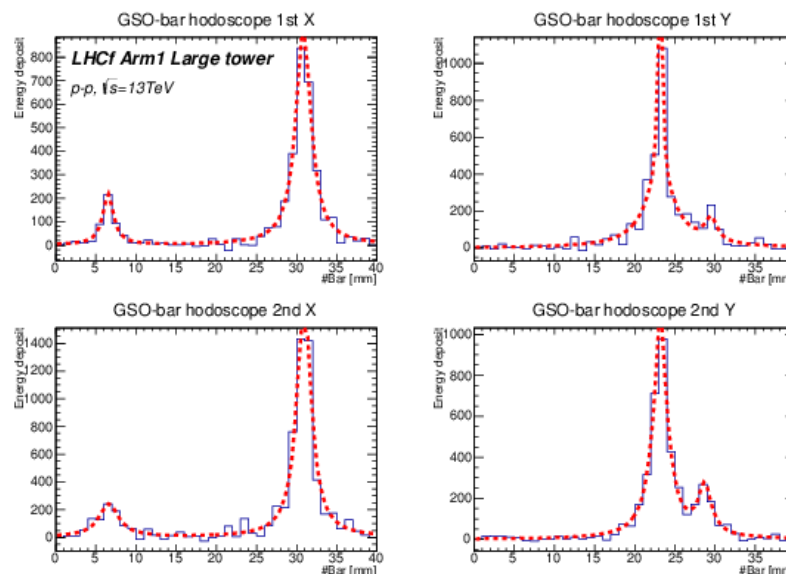 GSO-bar hodoscope 1st X
Energy deposit
LHCf Arm1 Large tower
p-p, √s=13TeV
800
700
600
500
400
300
200
100
0
0 5 10 15 20 25 30 35 40
#Bar [mm]
GSO-bar hodoscope 1st Y
Energy deposit
1000
800
600
400
200
0
0 5 10 15 20 25 30 35
#Bar [mm]
GSO-bar hodoscope 2nd X
Energy deposit
1400
1200
1000
800
600
400
200
0
0 5 10 15 20 25 30 35 40
#Bar [mm]
GSO-bar hodoscope 2nd Y
Energy deposit
1000
800
600
400
200
0
0 5 10 15 20 25 30 35
#Bar [mm